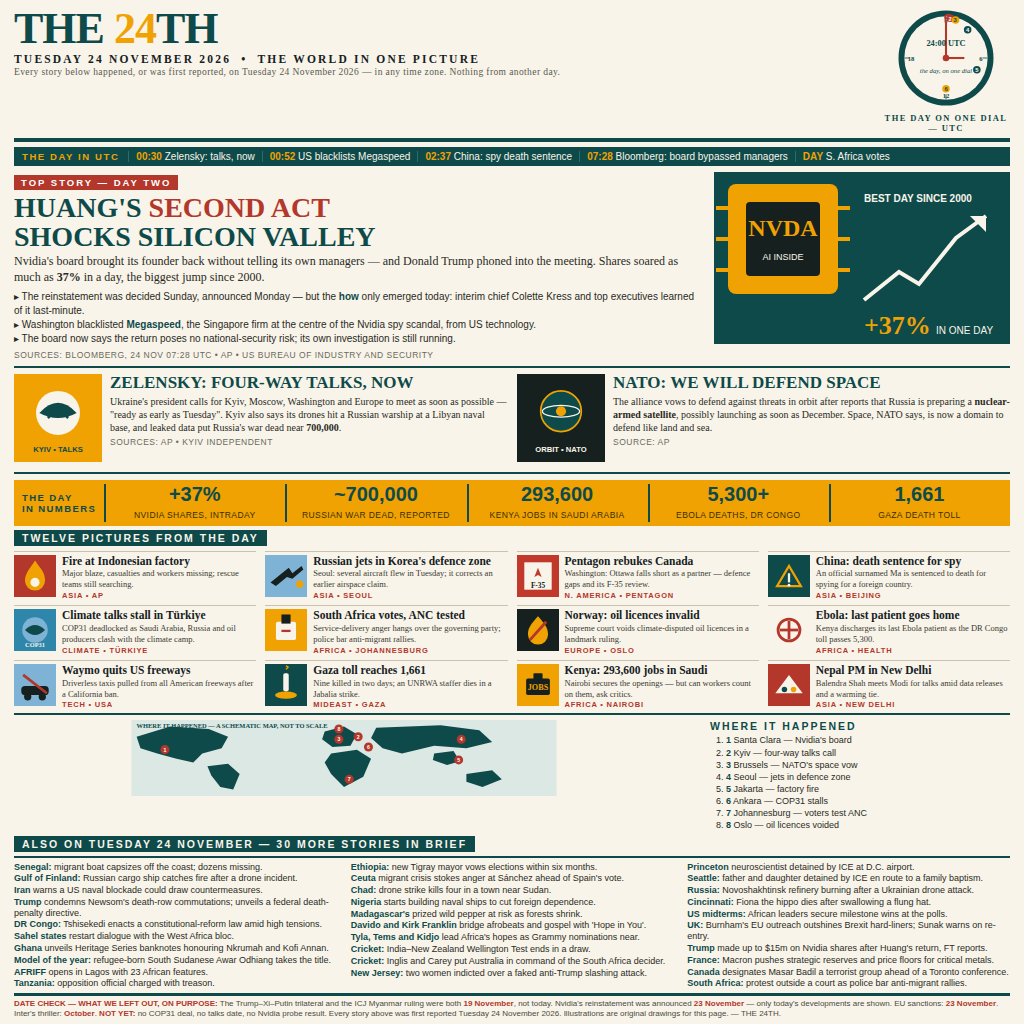 THE 24TH
TUESDAY 24 NOVEMBER 2026 • THE WORLD IN ONE PICTURE
Every story below happened, or was first reported, on Tuesday 24 November 2026 — in any time zone. Nothing from another day.
24:00 UTC
18
6
the day, on one dial
12
3
4
5
6
THE DAY ON ONE DIAL
— UTC
THE DAY IN UTC 00:30 Zelensky: talks, now 00:52 US blacklists Megaspeed 02:37 China: spy death sentence 07:28 Bloomberg: board bypassed managers DAY S. Africa votes
TOP STORY — DAY TWO
HUANG'S SECOND ACT
SHOCKS SILICON VALLEY
Nvidia's board brought its founder back without telling its own managers — and Donald Trump phoned into the meeting. Shares soared as
much as 37% in a day, the biggest jump since 2000.
▸ The reinstatement was decided Sunday, announced Monday — but the how only emerged today: interim chief Colette Kress and top executives learned
of it last-minute.
▸ Washington blacklisted Megaspeed, the Singapore firm at the centre of the Nvidia spy scandal, from US technology.
▸ The board now says the return poses no national-security risk; its own investigation is still running.
SOURCES: BLOOMBERG, 24 NOV 07:28 UTC • AP • US BUREAU OF INDUSTRY AND SECURITY
NVDA
AI INSIDE
BEST DAY SINCE 2000
+37% IN ONE DAY
KYIV • TALKS
ZELENSKY: FOUR-WAY TALKS, NOW
Ukraine's president calls for Kyiv, Moscow, Washington and Europe to meet as soon as possible —
"ready as early as Tuesday". Kyiv also says its drones hit a Russian warship at a Libyan naval
base, and leaked data put Russia's war dead near 700,000.
SOURCES: AP • KYIV INDEPENDENT
ORBIT • NATO
NATO: WE WILL DEFEND SPACE
The alliance vows to defend against threats in orbit after reports that Russia is preparing a nuclear-
armed satellite, possibly launching as soon as December. Space, NATO says, is now a domain to
defend like land and sea.
SOURCE: AP
THE DAY
IN NUMBERS
+37%
NVIDIA SHARES, INTRADAY
~700,000
RUSSIAN WAR DEAD, REPORTED
293,600
KENYA JOBS IN SAUDI ARABIA
5,300+
EBOLA DEATHS, DR CONGO
1,661
GAZA DEATH TOLL
TWELVE PICTURES FROM THE DAY
Fire at Indonesian factory
Major blaze, casualties and workers missing; rescue
teams still searching.
ASIA • AP
Russian jets in Korea's defence zone
Seoul: several aircraft flew in Tuesday; it corrects an
earlier airspace claim.
ASIA • SEOUL
F-35
Pentagon rebukes Canada
Washington: Ottawa falls short as a partner — defence
gaps and its F-35 review.
N. AMERICA • PENTAGON
China: death sentence for spy
An official surnamed Ma is sentenced to death for
spying for a foreign country.
ASIA • BEIJING
COP31
Climate talks stall in Türkiye
COP31 deadlocked as Saudi Arabia, Russia and oil
producers clash with the climate camp.
CLIMATE • TÜRKIYE
South Africa votes, ANC tested
Services-delivery anger hangs over the governing party;
police bar anti-migrant rallies.
AFRICA • JOHANNESBURG
Norway: oil licences invalid
Supreme court voids climate-disputed oil licences in a
landmark ruling.
EUROPE • OSLO
Ebola: last patient goes home
Kenya discharges its last Ebola patient as the DR Congo
toll passes 5,300.
AFRICA • HEALTH
Waymo quits US freeways
Driverless taxis pulled from all American freeways after
a California ban.
TECH • USA
Gaza toll reaches 1,661
Nine killed in two days; an UNRWA staffer dies in a
Jabalia strike.
MIDEAST • GAZA
JOBS
Kenya: 293,600 jobs in Saudi
Nairobi secures the openings — but can workers count
on them, ask critics.
AFRICA • NAIROBI
Nepal PM in New Delhi
Balendra Shah meets Modi for talks amid data releases
and a warming tie.
ASIA • NEW DELHI
WHERE IT HAPPENED — A SCHEMATIC MAP, NOT TO SCALE
1
8
3
2
6
4
5
7
WHERE IT HAPPENED
1. 1 Santa Clara — Nvidia's board
2. 2 Kyiv — four-way talks call
3. 3 Brussels — NATO's space vow
4. 4 Seoul — jets in defence zone
5. 5 Jakarta — factory fire
6. 6 Ankara — COP31 stalls
7. 7 Johannesburg — voters test ANC
8. 8 Oslo — oil licences voided
ALSO ON TUESDAY 24 NOVEMBER — 30 MORE STORIES IN BRIEF
Senegal: migrant boat capsizes off the coast; dozens missing.
Gulf of Finland: Russian cargo ship catches fire after a drone incident.
Iran warns a US naval blockade could draw countermeasures.
Trump condemns Newsom's death-row commutations; unveils a federal death-
penalty directive.
DR Congo: Tshisekedi enacts a constitutional-reform law amid high tensions.
Sahel states restart dialogue with the West Africa bloc.
Ghana unveils Heritage Series banknotes honouring Nkrumah and Kofi Annan.
Model of the year: refugee-born South Sudanese Awar Odhiang takes the title.
AFRIFF opens in Lagos with 23 African features.
Tanzania: opposition official charged with treason.
Ethiopia: new Tigray mayor vows elections within six months.
Ceuta migrant crisis stokes anger at Sánchez ahead of Spain's vote.
Chad: drone strike kills four in a town near Sudan.
Nigeria starts building naval ships to cut foreign dependence.
Madagascar's prized wild pepper at risk as forests shrink.
Davido and Kirk Franklin bridge afrobeats and gospel with 'Hope in You'.
Tyla, Tems and Kidjo lead Africa's hopes as Grammy nominations near.
Cricket: India–New Zealand Wellington Test ends in a draw.
Cricket: Inglis and Carey put Australia in command of the South Africa decider.
New Jersey: two women indicted over a faked anti-Trump slashing attack.
Princeton neuroscientist detained by ICE at D.C. airport.
Seattle: father and daughter detained by ICE en route to a family baptism.
Russia: Novoshakhtinsk refinery burning after a Ukrainian drone attack.
Cincinnati: Fiona the hippo dies after swallowing a flung hat.
US midterms: African leaders secure milestone wins at the polls.
UK: Burnham's EU outreach outshines Brexit hard-liners; Sunak warns on re-
entry.
Trump made up to $15m on Nvidia shares after Huang's return, FT reports.
France: Macron pushes strategic reserves and price floors for critical metals.
Canada designates Masar Badil a terrorist group ahead of a Toronto conference.
South Africa: protest outside a court as police bar anti-migrant rallies.
DATE CHECK — WHAT WE LEFT OUT, ON PURPOSE: The Trump–Xi–Putin trilateral and the ICJ Myanmar ruling were both 19 November, not today. Nvidia's reinstatement was announced 23 November — only today's developments are shown. EU sanctions: 23 November.
Inter's thriller: October. NOT YET: no COP31 deal, no talks date, no Nvidia probe result. Every story above was first reported Tuesday 24 November 2026. Illustrations are original drawings for this page. — THE 24TH.